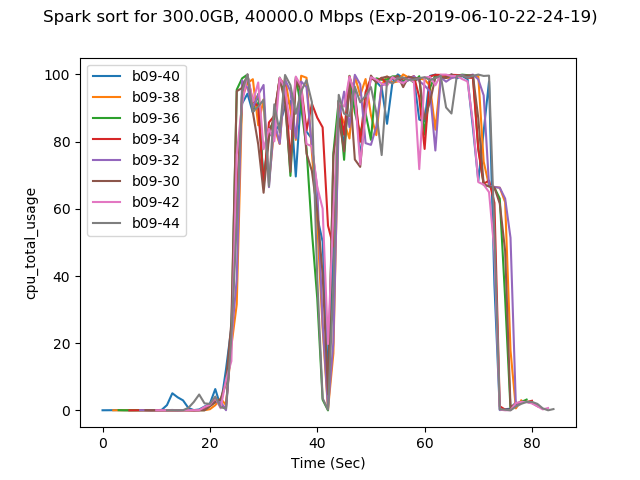 Spark sort for 300.0GB, 40000.0 Mbps (Exp-2019-06-10-22-24-19)
100
80
60
40
20
0
cpu_total_usage
b09-40
b09-38
b09-36
b09-34
b09-32
b09-30
b09-42
b09-44
0 20 40 60 80
Time (Sec)